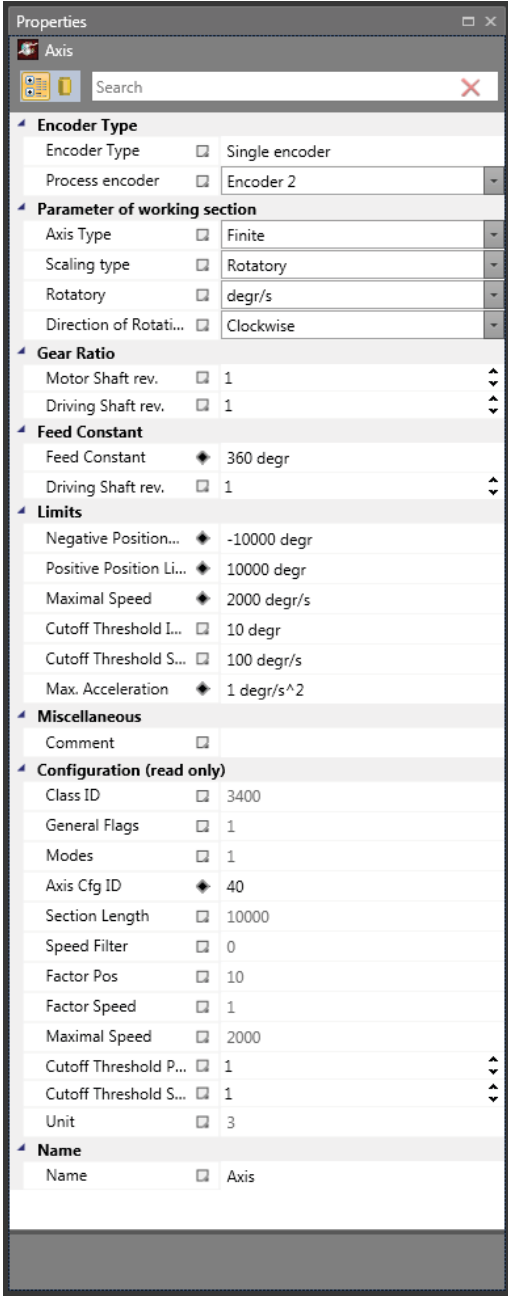 Properties
Axis
Search
Encoder Type
Encoder Type Single encoder
Process encoder Encoder 2
Parameter of working section
Axis Type Finite
Scaling type Rotatory
Rotatory degr/s
Direction of Rotati... Clockwise
Gear Ratio
Motor Shaft rev. 1
Driving Shaft rev. 1
Feed Constant
Feed Constant 360 degr
Driving Shaft rev. 1
Limits
Negative Position... -10000 degr
Positive Position Li... 10000 degr
Maximal Speed 2000 degr/s
Cutoff Threshold I... 10 degr
Cutoff Threshold S... 100 degr/s
Max. Acceleration 1 degr/s^2
Miscellaneous
Comment
Configuration (read only)
Class ID 3400
General Flags 1
Modes 1
Axis Cfg ID 40
Section Length 10000
Speed Filter 0
Factor Pos 10
Factor Speed 1
Maximal Speed 2000
Cutoff Threshold P... 1
Cutoff Threshold S... 1
Unit 3
Name
Name Axis